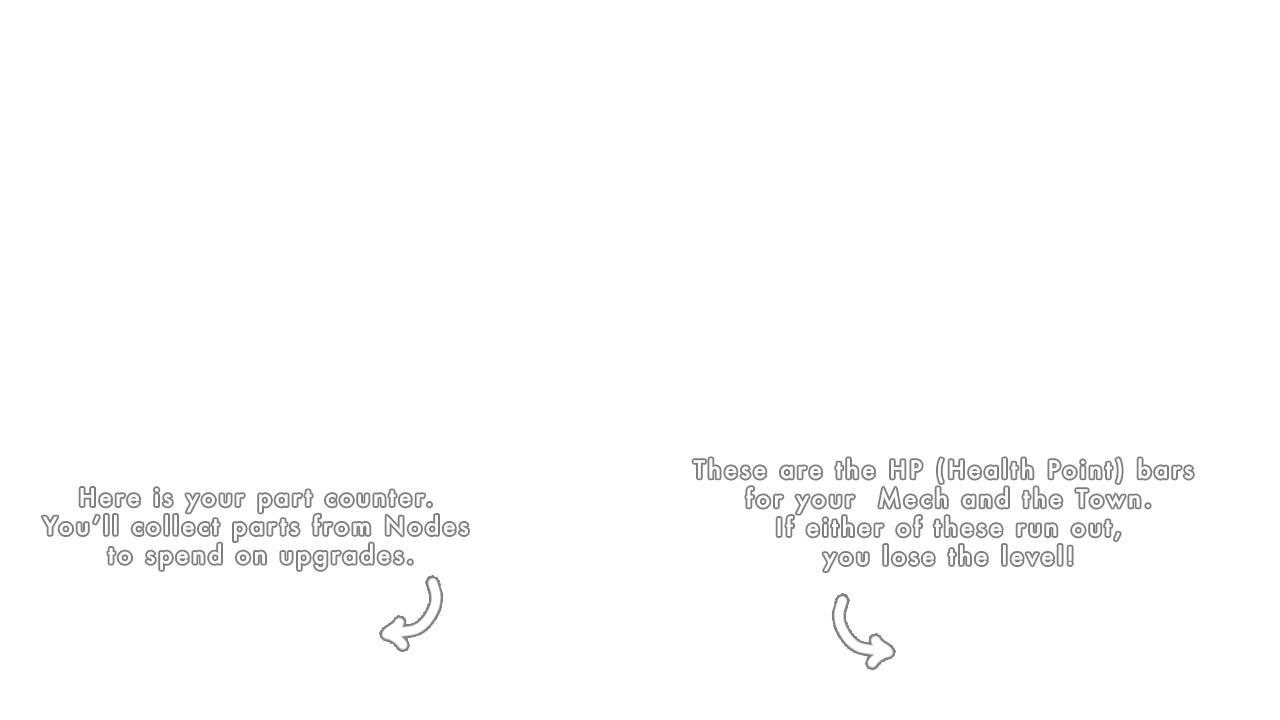 Here is your part counter.
You'll collect parts from Nodes
to spend on upgrades.
These are the HP (Health Point) bars
for your  Mech and the Town.
If either of these run out,
you lose the level!